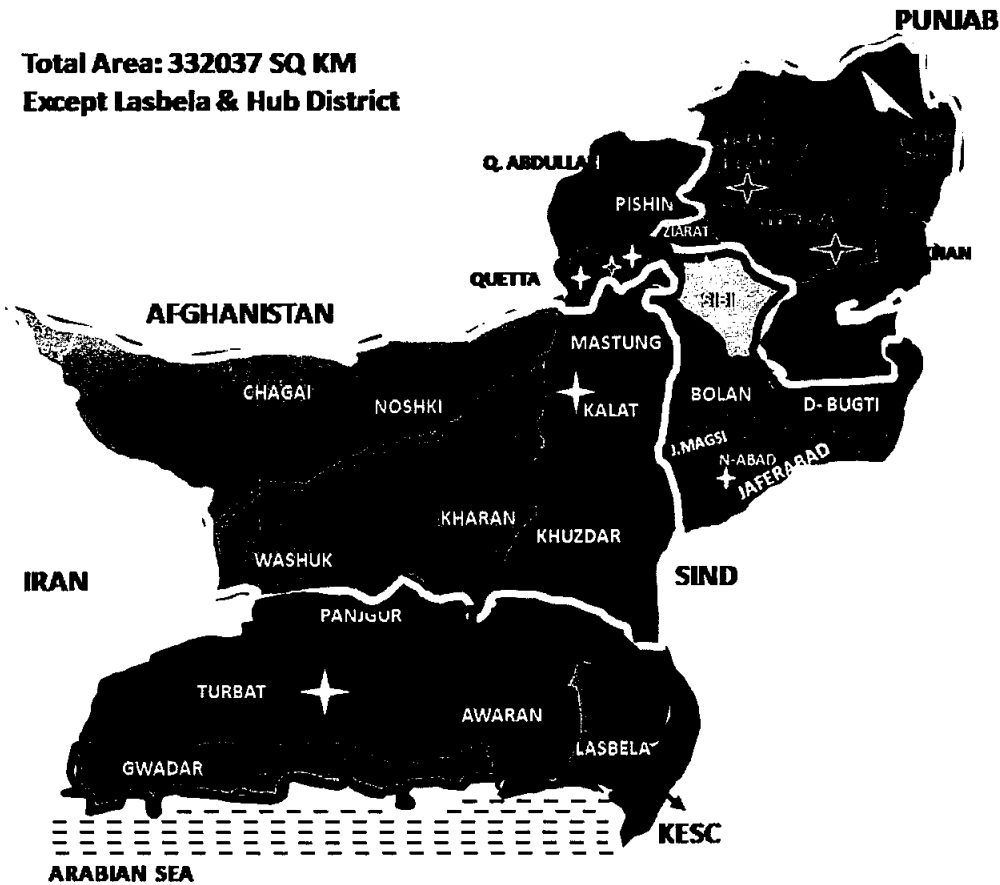 PUNJAB
Total Area: 332037 SQ KM
Except Lasbela & Hub District
Q. ABDULLA
PISHIN
ZIARAT
QUETTA
SIBI
AFGHANISTAN
MASTUNG
CHAGAI
NOSHKI
KALAT
BOLAN
D- BUGTI
J.MAGSI
N-ABAD
JAFERABAD
KHARAN
KHUZDAR
WASHUK
IRAN
SIND
PANJGUR
TURBAT
AWARAN
LASBELA
GWADAR
KESC
ARABIAN SEA